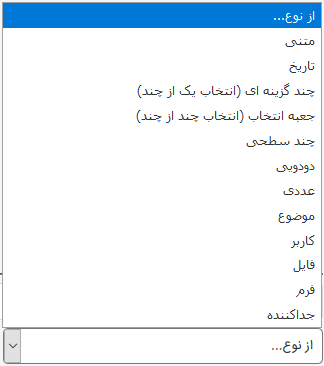 از نوع...
متنی
تاریخ
چند گزینه ای (انتخاب یک از چند)
جعبه انتخاب (انتخاب چند از چند)
چند سطحی
دودویی
عددی
موضوع
کاربر
فایل
فرم
جداکننده
از نوع...